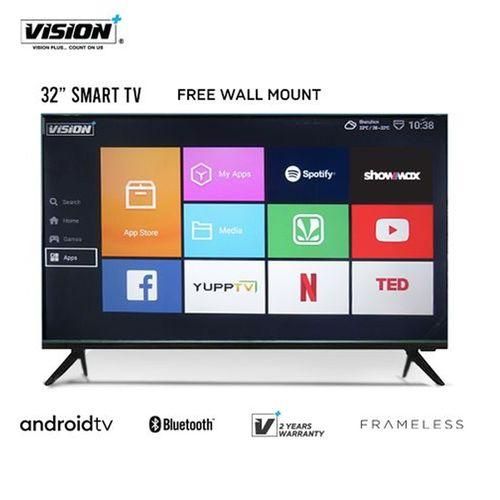 VISION+
VISION PLUS... COUNT ON US
32” SMART TV FREE WALL MOUNT
VISION+
10:38
Search
Home
Games
Apps
App Store
My Apps
Spotify
showmax
Media
YUPPTV
N
TED
androidtv
Bluetooth
V+ 2 YEARS WARRANTY
FRAMELESS